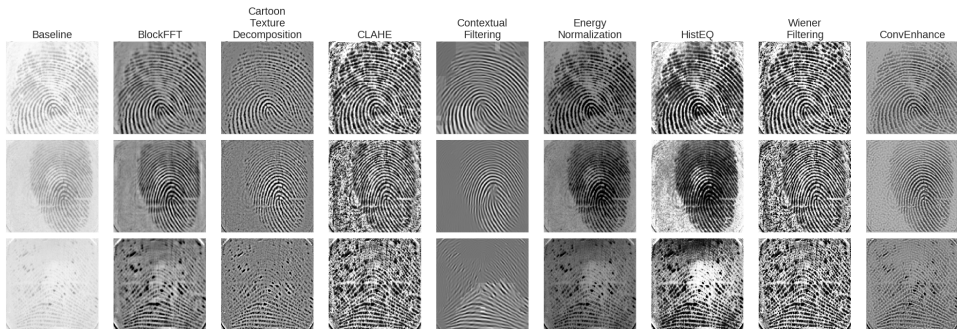 Baseline
BlockFFT
Cartoon
Texture
Decomposition
CLAHE
Contextual
Filtering
Energy
Normalization
HistEQ
Wiener
Filtering
ConvEnhance